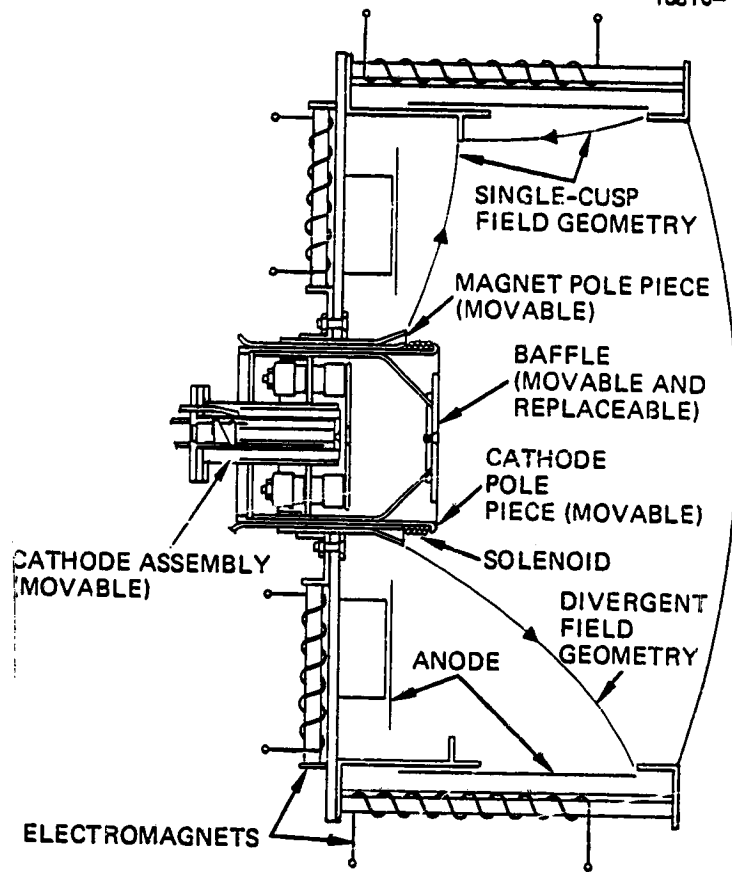 SINGLE-CUSP
FIELD GEOMETRY
MAGNET POLE PIECE
(MOVABLE)
BAFFLE
(MOVABLE AND
REPLACEABLE)
CATHODE
POLE
PIECE (MOVABLE)
SOLENOID
CATHODE ASSEMBLY
(MOVABLE)
DIVERGENT
FIELD
GEOMETRY
ANODE
ELECTROMAGNETS